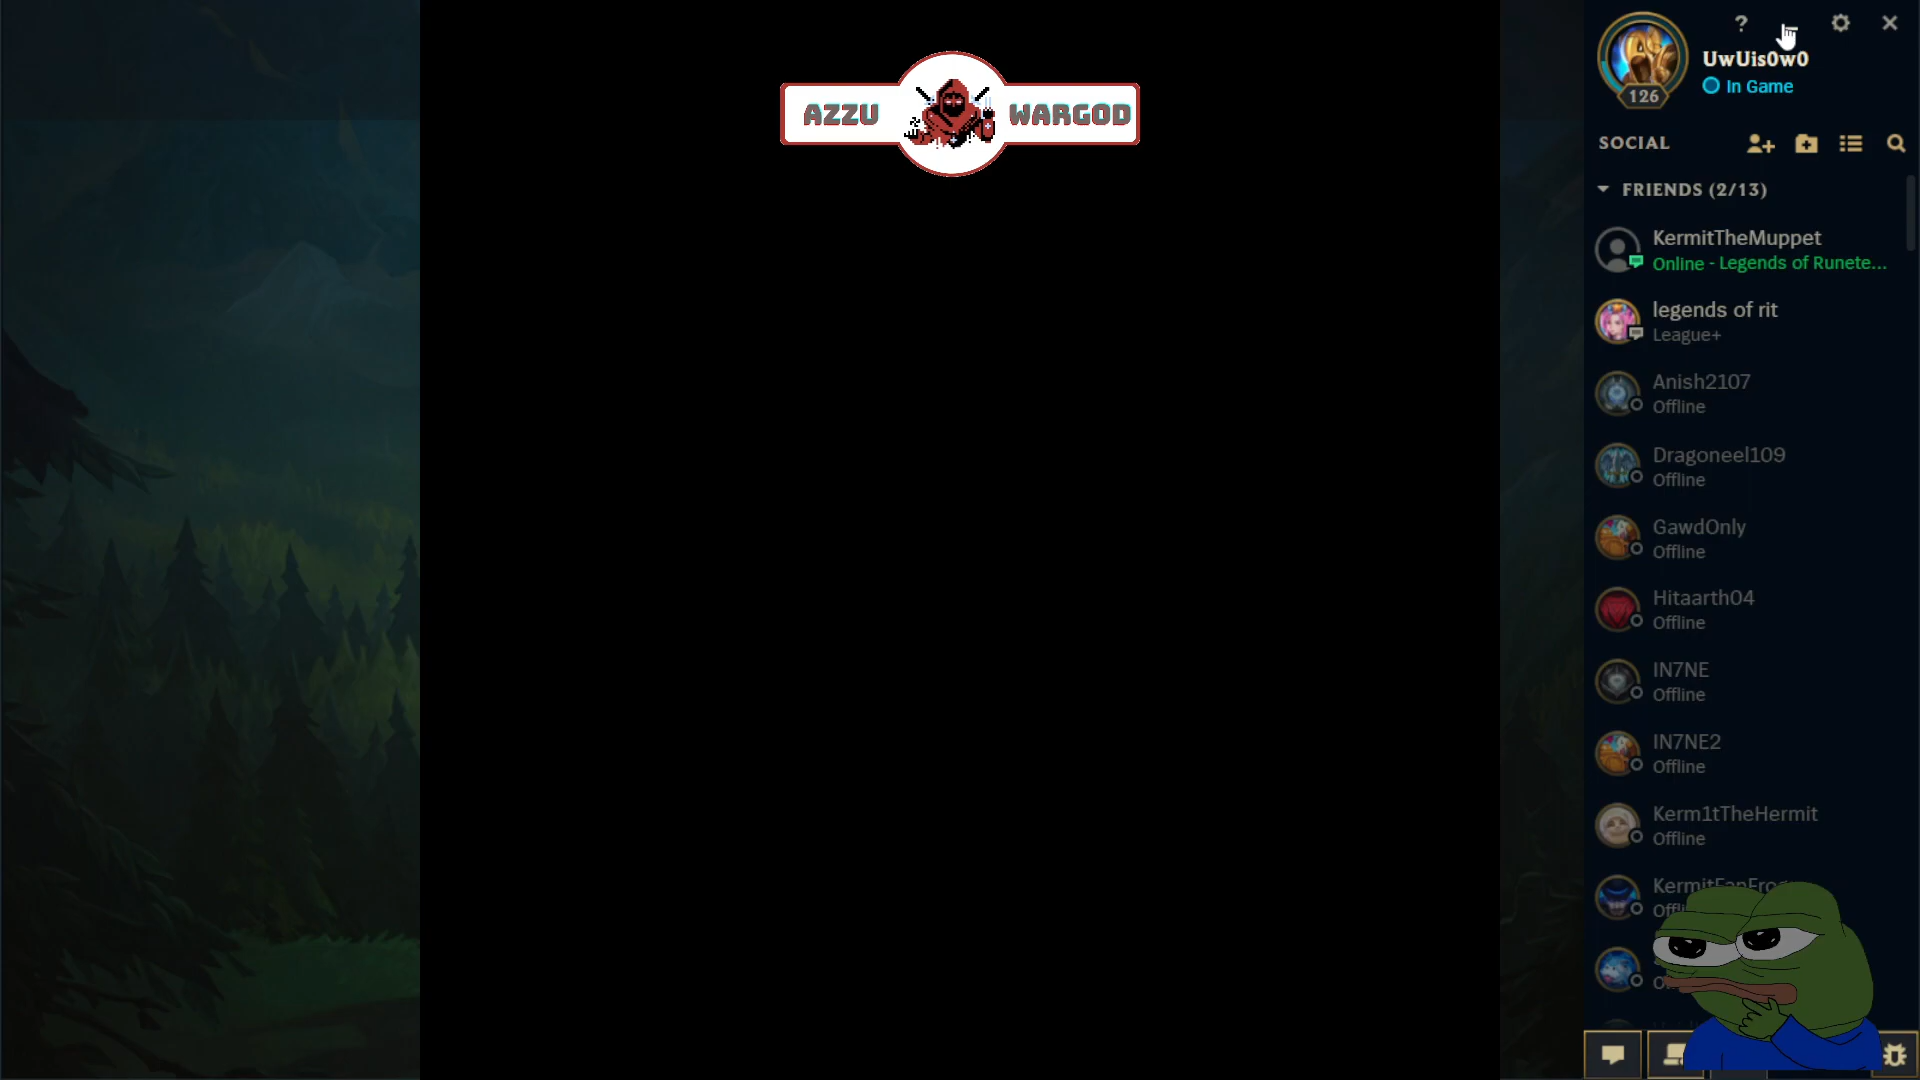 AZZU WARGOD
?
UwUis0w0
126
In Game
SOCIAL
FRIENDS (2/13)
KermitTheMuppet
Online - Legends of Runete...
legends of rit
League+
Anish2107
Offline
Dragoneel109
Offline
GawdOnly
Offline
Hitaarth04
Offline
IN7NE
Offline
IN7NE2
Offline
Kerm1tTheHermit
Offline